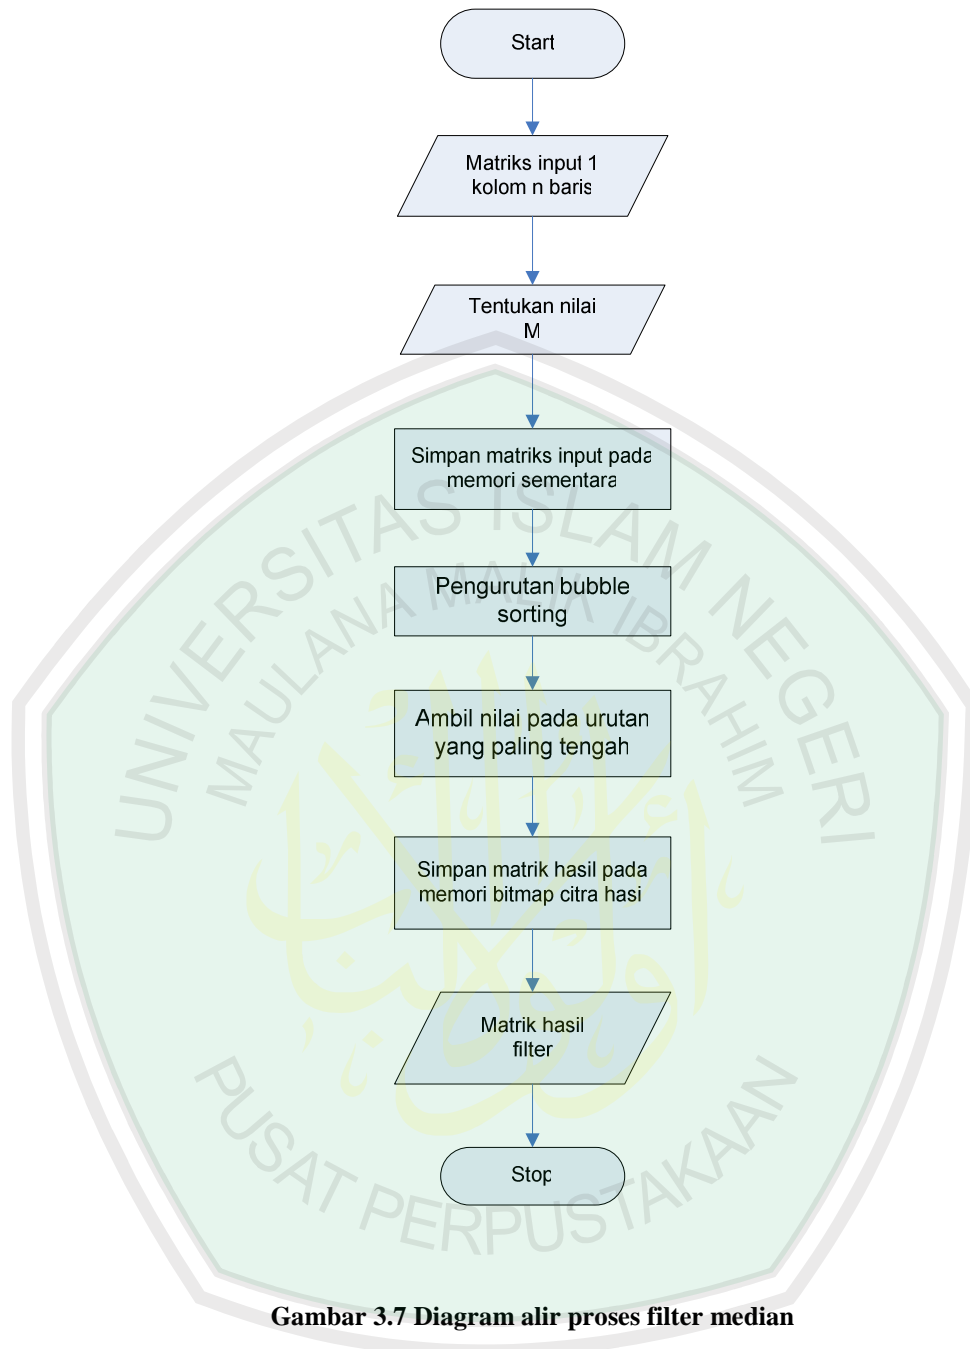 Start
Matriks input 1
kolom n baris
Tentukan nilai
M
Simpan matriks input pada
memori sementara
Pengurutan bubble
sorting
Ambil nilai pada urutan
yang paling tengah
Simpan matrik hasil pada
memori bitmap citra hasi
Matrik hasil
filter
Stop
UNIVERSITAS ISLAM NEGERI
MAULANA MALIK IBRAHIM
PUSAT PERPUSTAKAAN
Gambar 3.7 Diagram alir proses filter median